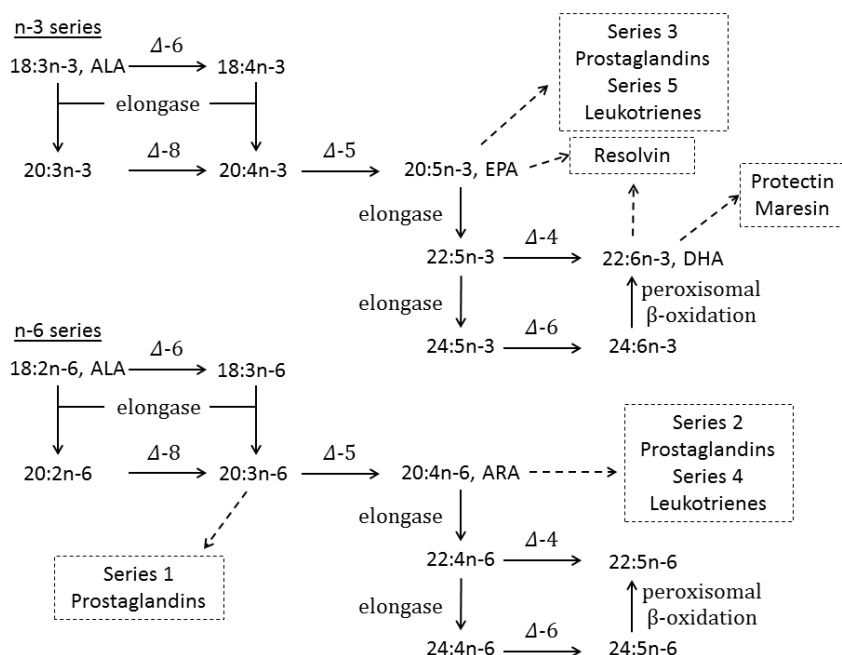 n-3 series
Δ-6
18:3n-3, ALA
18:4n-3
elongase
Δ-8
20:3n-3
20:4n-3
Δ-5
20:5n-3, EPA
Series 3
Prostaglandins
Series 5
Leukotrienes
Resolvin
Protectin
Maresin
elongase
22:5n-3
Δ-4
22:6n-3, DHA
elongase
peroxisomal
β-oxidation
Δ-6
24:5n-3
24:6n-3
n-6 series
Δ-6
18:2n-6, ALA
18:3n-6
elongase
Δ-8
20:2n-6
20:3n-6
Δ-5
20:4n-6, ARA
Series 2
Prostaglandins
Series 4
Leukotrienes
Series 1
Prostaglandins
elongase
22:4n-6
Δ-4
22:5n-6
elongase
peroxisomal
β-oxidation
Δ-6
24:4n-6
24:5n-6